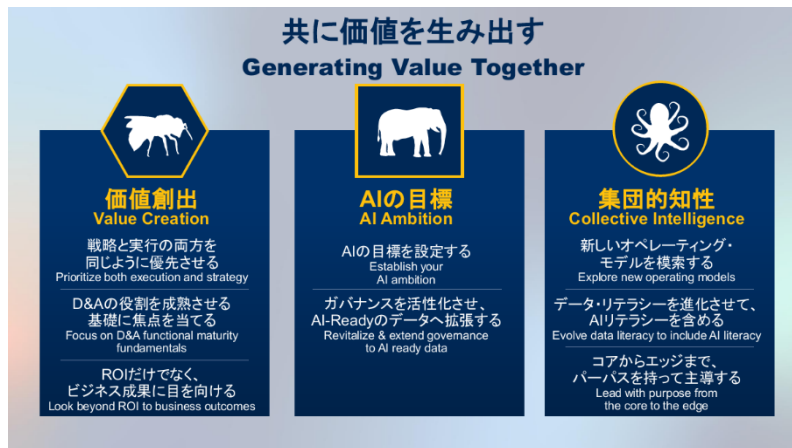 共に価値を生み出す
Generating Value Together
価値創出
Value Creation
戦略と実行の両方を
同じように優先させる
Prioritize both execution and strategy
D&Aの役割を成熟させる
基礎に焦点を当てる
Focus on D&A functional maturity
fundamentals
ROIだけでなく、
ビジネス成果に目を向ける
Look beyond ROI to business outcomes
AIの目標
AI Ambition
AIの目標を設定する
Establish your
AI ambition
ガバナンスを活性化させ、
AI-Readyのデータへ拡張する
Revitalize & extend governance
to AI ready data
集団的知性
Collective Intelligence
新しいオペレーティング・
モデルを模索する
Explore new operating models
データ・リテラシーを進化させて、
AIリテラシーを含める
Evolve data literacy to include AI literacy
コアからエッジまで、
パーパスを持って主導する
Lead with purpose from
the core to the edge